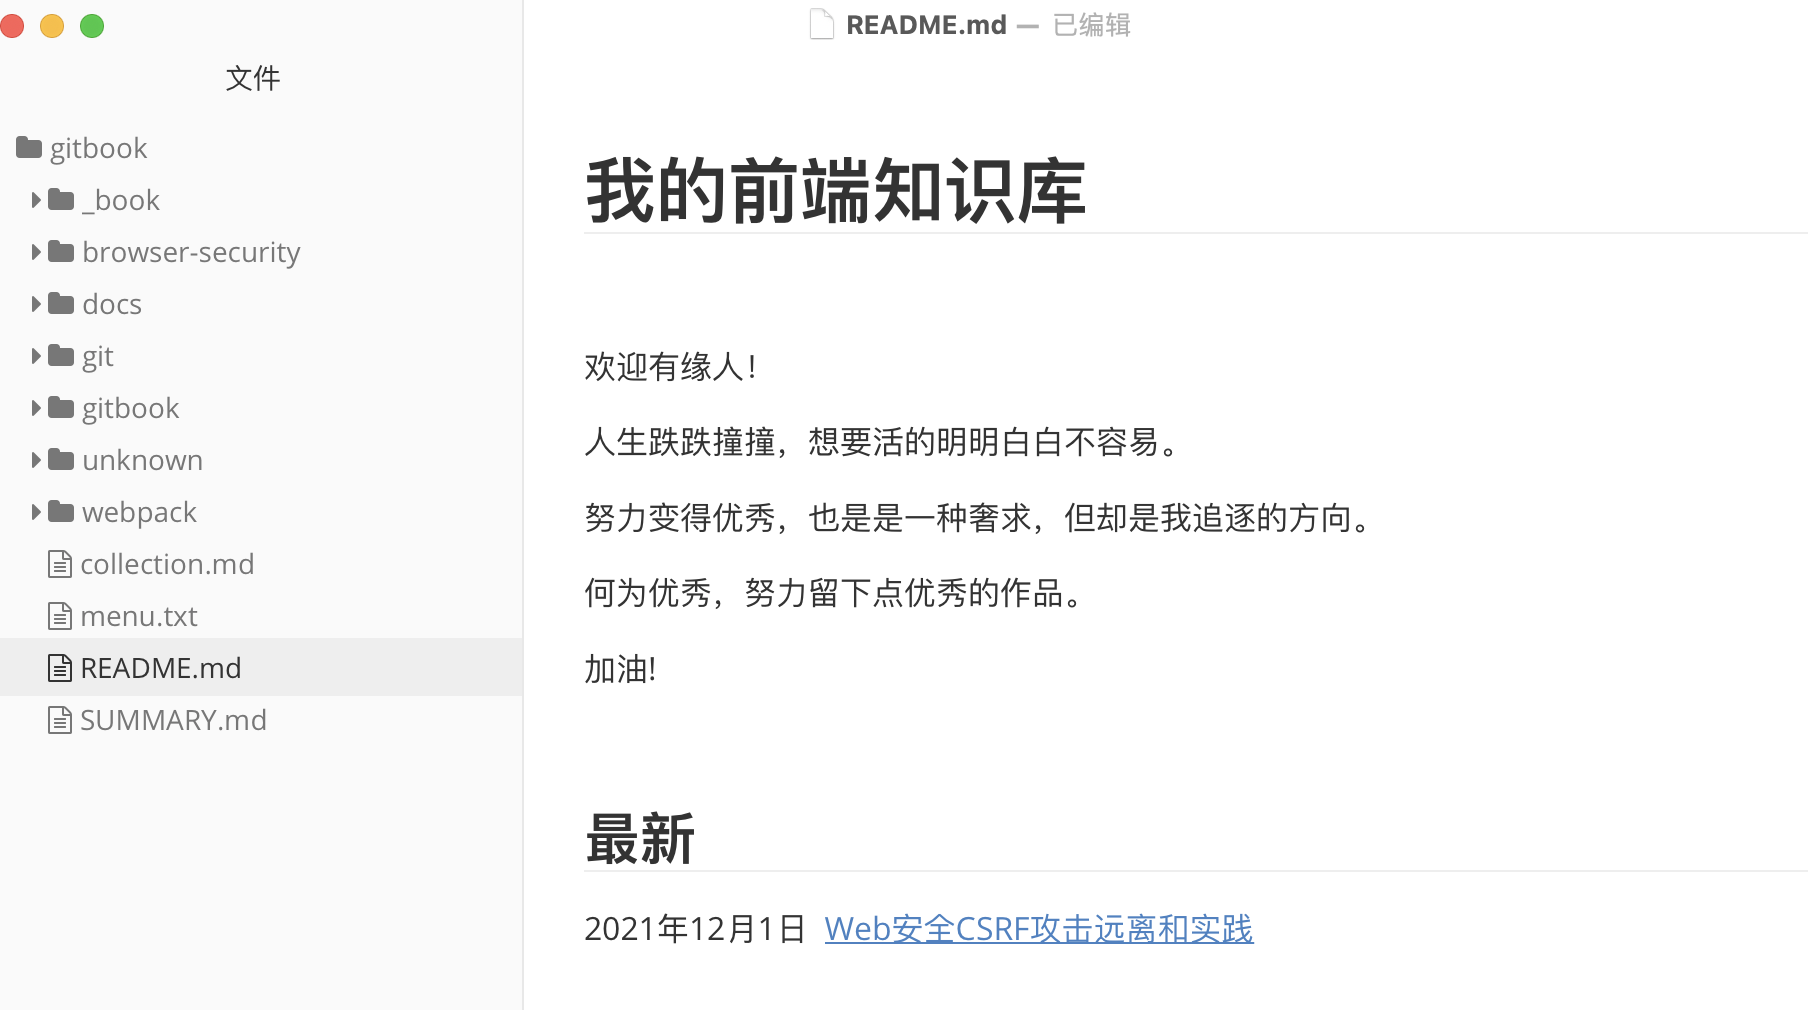 README.md — 已编辑
文件
gitbook
_book
browser-security
docs
git
gitbook
unknown
webpack
collection.md
menu.txt
README.md
SUMMARY.md
我的前端知识库
欢迎有缘人！
人生跌跌撞撞，想要活的明明白白不容易。
努力变得优秀，也是是一种奢求，但却是我追逐的方向。
何为优秀，努力留下点优秀的作品。
加油!
最新
2021年12月1日 Web安全CSRF攻击远离和实践